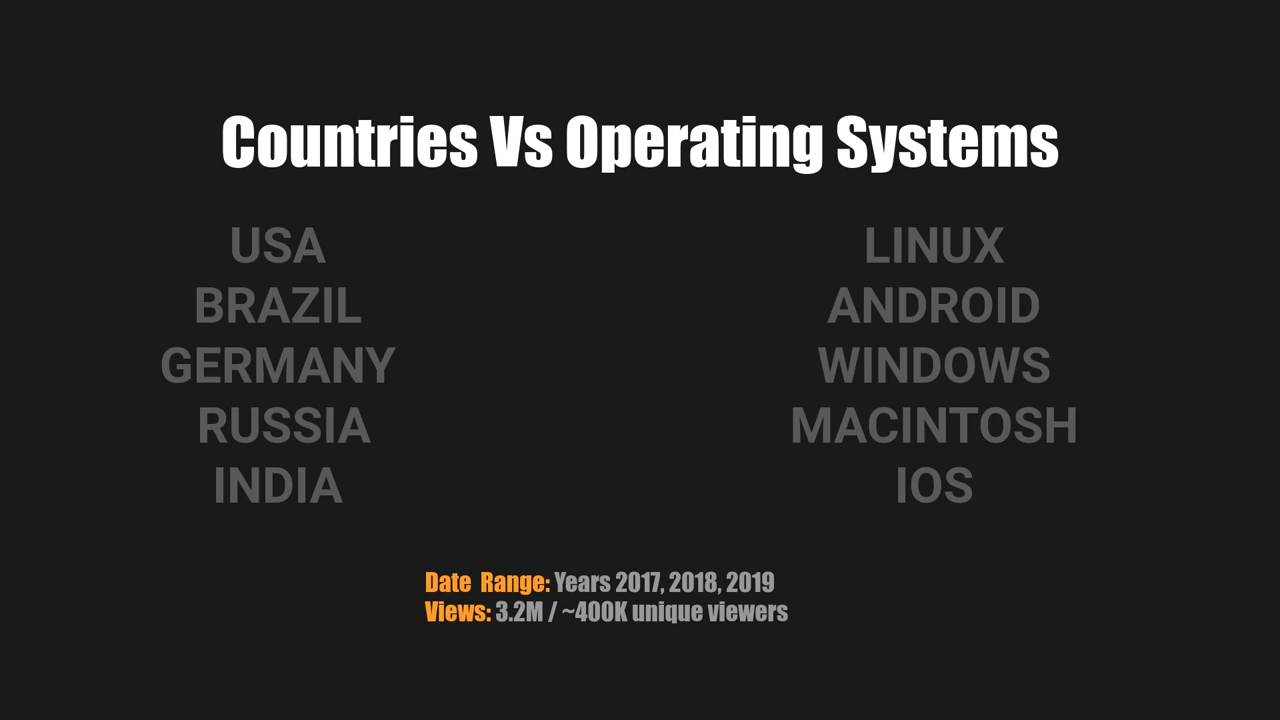 Countries Vs Operating Systems
USA
BRAZIL
GERMANY
RUSSIA
INDIA
LINUX
ANDROID
WINDOWS
MACINTOSH
IOS
Date Range: Years 2017, 2018, 2019
Views: 3.2M / ~400K unique viewers